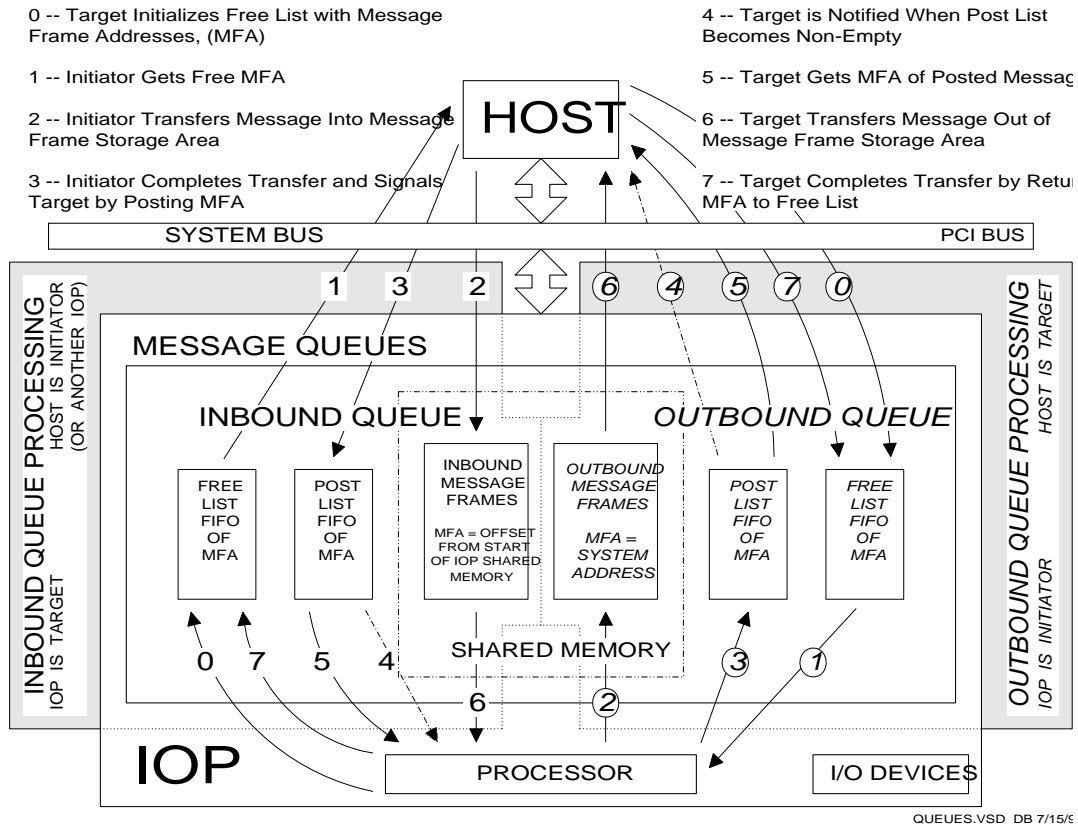 0 -- Target Initializes Free List with Message
Frame Addresses, (MFA)
1 -- Initiator Gets Free MFA
2 -- Initiator Transfers Message Into Message
Frame Storage Area
3 -- Initiator Completes Transfer and Signals
Target by Posting MFA
HOST
4 -- Target is Notified When Post List
Becomes Non-Empty
5 -- Target Gets MFA of Posted Messag
6 -- Target Transfers Message Out of
Message Frame Storage Area
7 -- Target Completes Transfer by Retur
MFA to Free List
SYSTEM BUS
PCI BUS
1
3
2
6
4
5
7
0
INBOUND QUEUE PROCESSING
HOST IS INITIATOR
(OR ANOTHER IOP)
IOP IS TARGET
OUTBOUND QUEUE PROCESSING
HOST IS TARGET
IOP IS INITIATOR
MESSAGE QUEUES
INBOUND QUEUE
OUTBOUND QUEUE
FREE
LIST
FIFO
OF
MFA
POST
LIST
FIFO
OF
MFA
INBOUND
MESSAGE
FRAMES
MFA = OFFSET
FROM START
OF IOP SHARED
MEMORY
OUTBOUND
MESSAGE
FRAMES
MFA =
SYSTEM
ADDRESS
POST
LIST
FIFO
OF
MFA
FREE
LIST
FIFO
OF
MFA
SHARED MEMORY
0
7
5
4
6
2
3
1
IOP
PROCESSOR
I/O DEVICES
QUEUES.VSD DB 7/15/9